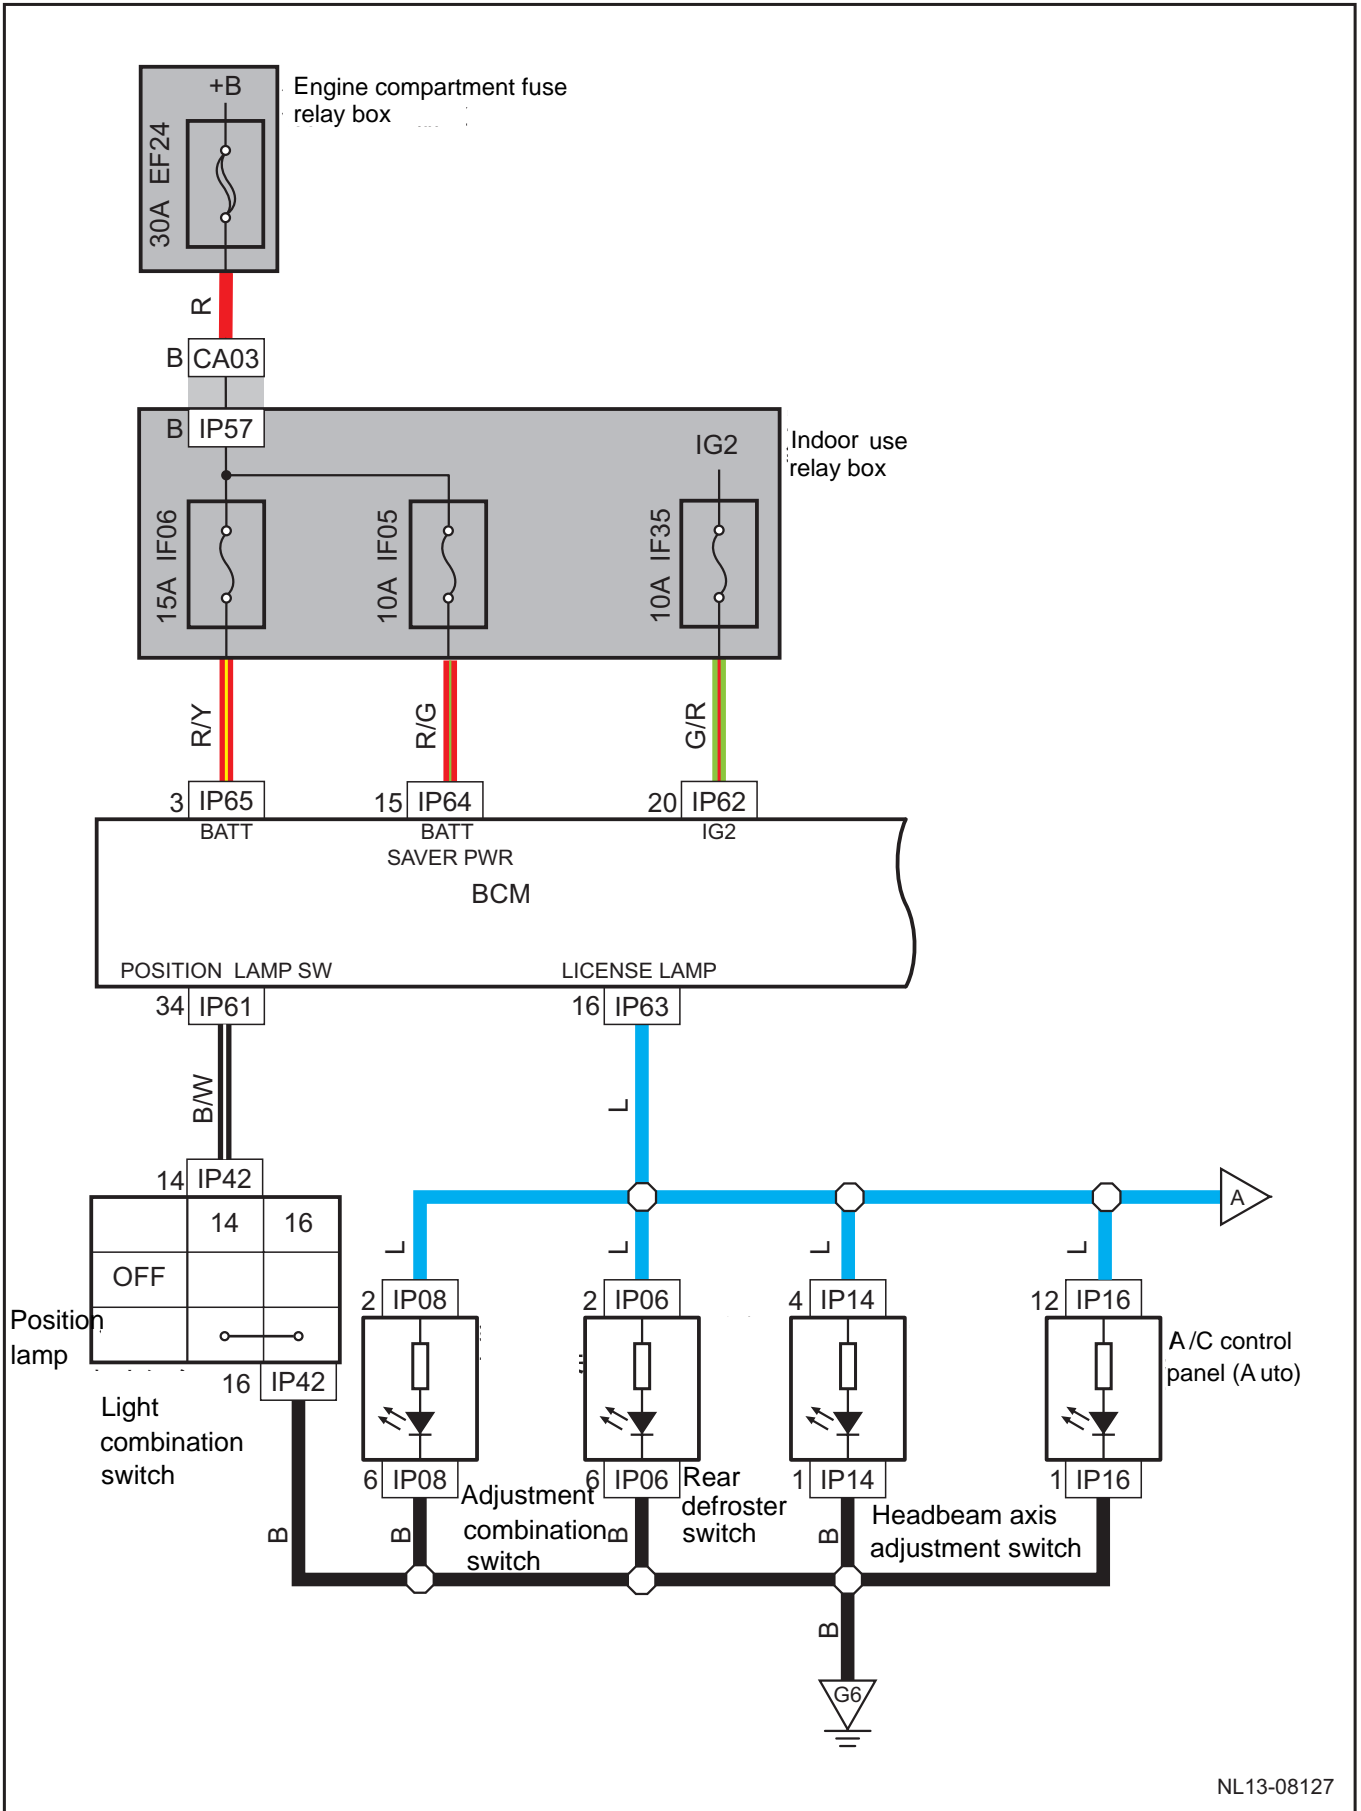 +B
Engine compartment fuse
relay box
30A EF24
R
B CA03
B IP57
IG2
Indoor use
relay box
15A IF06
10A IF05
10A IF35
R/Y
R/G
G/R
3 IP65
15 IP64
20 IP62
BATT
BATT
IG2
SAVER PWR
BCM
POSITION LAMP SW
LICENSE LAMP
34 IP61
16 IP63
B/W
L
14 IP42
A
14 16
OFF
L
L
L
L
2 IP08
2 IP06
4 IP14
12 IP16
Position
lamp
A/C control
panel (A uto)
16 IP42
Light
combination
switch
6 IP08
6 IP06
1 IP14
1 IP16
Adjustment
combination
switch
Rear
defroster
switch
Headbeam axis
adjustment switch
B
B
B
B
B
G6
NL13-08127